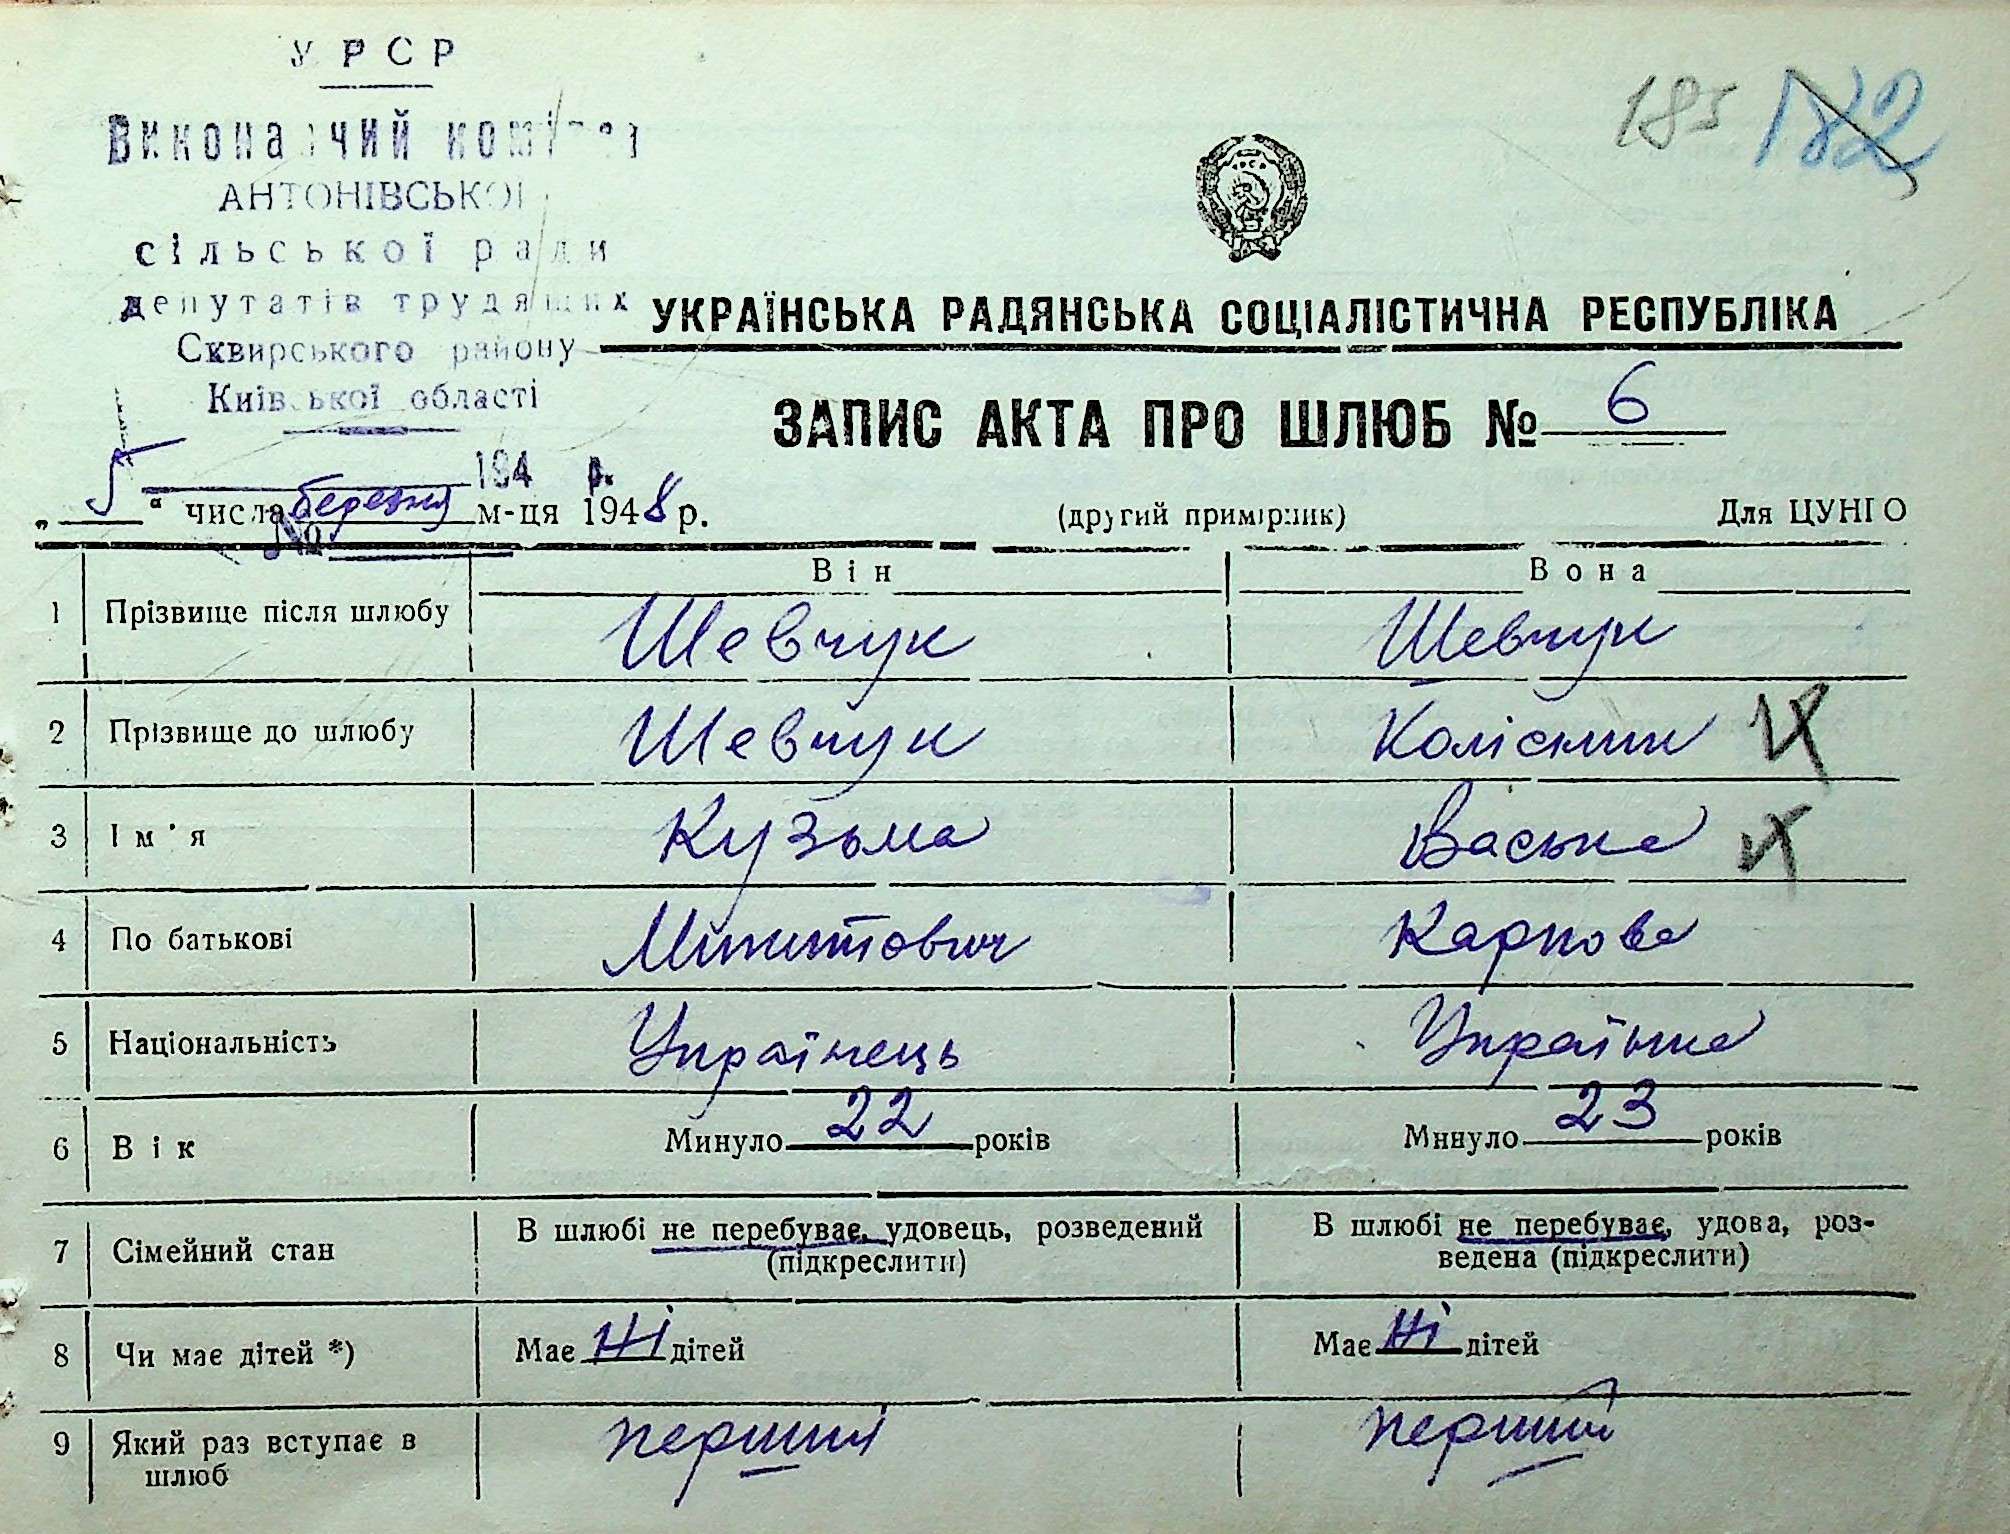 УРСР
Виконавчий комітет
АНТОНІВСЬКОЇ
сільської ради
депутатів трудящих
Сквирського району
Київської області
194 р.
№
185 182
УКРАЇНСЬКА РАДЯНСЬКА СОЦІАЛІСТИЧНА РЕСПУБЛІКА
ЗАПИС АКТА ПРО ШЛЮБ № 6
„5“ числа березня м-ця 1948 р. (другий примірник) Для ЦУНГО
Він Вона
1 Прізвище після шлюбу Шевчук Шевчук
2 Прізвище до шлюбу Шевчук
3 Ім'я Кузьма Васька
4 По батькові Микитович Карпова
5 Національність Українець Українка
6 Вік Минуло 22 років Минуло 23 років
7 Сімейний стан В шлюбі не перебуває, удовець, розведений (підкреслити) В шлюбі не перебуває, удова, роз-
ведена (підкреслити)
8 Чи має дітей *) Має ні дітей Має ні дітей
9 Який раз вступає в шлюб перший перший